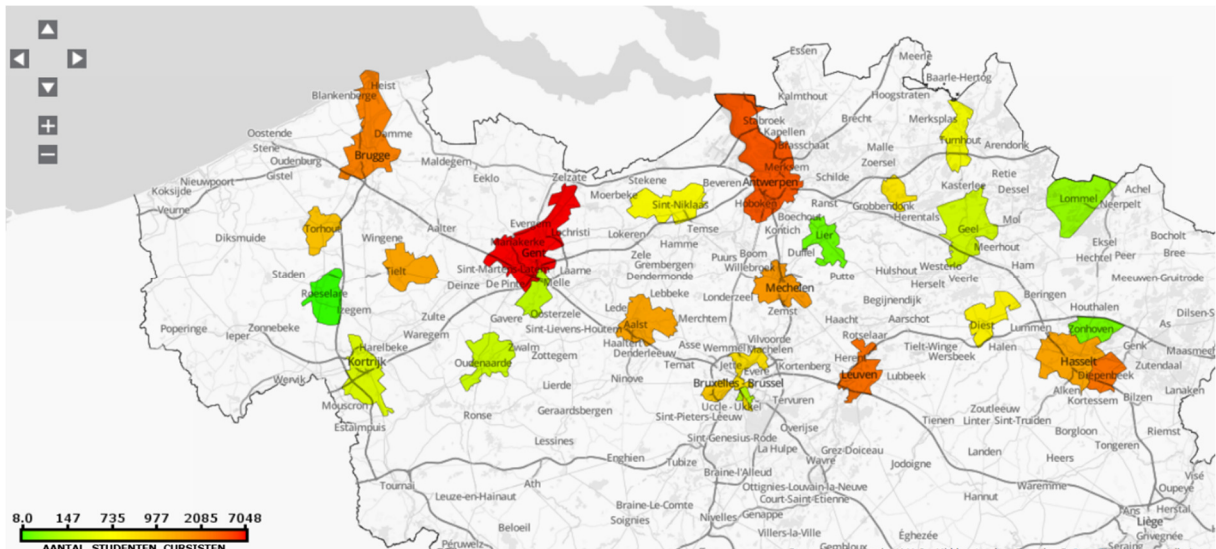 Essen
Meerle
Baarle-Hertog
Heist
Blankenberge
Kalmthout
Hoogstraten
Merksplas
Stabroek
Kapellen
Brecht
Oostende
Damme
Brasschaat
Turnhout
Arendonk
Stene
Brugge
Malle
Oudenburg
Maldegem
Merksem
Zoersel
Gistel
Eeklo
Zelzate
Stekene
Beveren
Antwerpen
Schilde
Retie
Nieuwpoort
Moerbeke
Kasterlee
Dessel
Achel
Koksijde
Lommel
Neerpelt
Veurne
Sint-Niklaas
Hoboken
Ranst
Grobbendonk
Herentals
Mol
Torhout
Evergem
Lochristi
Temse
Boechout
Kontich
Lier
Geel
Diksmuide
Wingene
Aalter
Mariakerke
Lokeren
Hamme
Bocholt
Gent
Zele
Puurs
Boom
Duffel
Meerhout
Eksel
Hechtel
Peer
Bree
Staden
Tielt
Sint-Martens-Latem
Laarne
Grembergen
Willebroek
Putte
Hulshout
Westerlo
Veerle
Ham
Dendermonde
Herselt
Meeuwen-Gruitrode
Deinze
De Pinte
Melle
Roeselare
Lebbeke
Londerzeel
Mechelen
Begijnendijk
Beringen
Izegem
Lede
Zemst
Houthalen
Dilsen-S
Zulte
Gavere
Oosterzele
Merchtem
Haacht
Aarschot
Diest
Lummen
Zonhoven
As
Poperinge
Zonnebeke
Ieper
Waregem
Sint-Lievens-Houtem
Aalst
Vilvoorde
Rotselaar
Harelbeke
Zwalm
Haaltert
Asse
Wemmel
Machelen
Tielt-Winge
Halen
Genk
Maasmeche
Kortrijk
Oudenaarde
Zottegem
Denderleeuw
Ternat
Jette
Evere
Kortenberg
Herent
Wersbeek
Hasselt
Zutendaal
Wervik
Lierde
Ninove
Bruxelles - Brussel
Leuven
Lubbeek
Diepenbeek
Lanaken
Mouscron
Ronse
Geraardsbergen
Uccle - Ukkel
Tervuren
Alken
Kortessem
Bilzen
Sint-Pieters-Leeuw
Zoutleeuw
Estaimpuis
Overijse
Tienen
Linter
Sint-Truiden
Borgloon
Riemst
Lessines
Sint-Genesius-Rode
La Hulpe
Grez-Doiceau
Landen
Tongeren
Enghien
Tubize
Wavre
Jodoigne
Heers
Braine-l'Alleud
Visé
Tournai
Ath
Ottignies-Louvain-la-Neuve
Waremme
Oupeye
Leuze-en-Hainaut
Court-Saint-Etienne
Hannut
Braine-Le-Comte
Ans
Herstal
Soignies
Nivelles
Genappe
Liège
Beloeil
Villers-la-Ville
Éghezée
Grivegnée
Péruwelz
Gembloux
Seraing
8.0 147 735 977 2085 7048
AANTAL_STUDENTEN_CURSISTEN